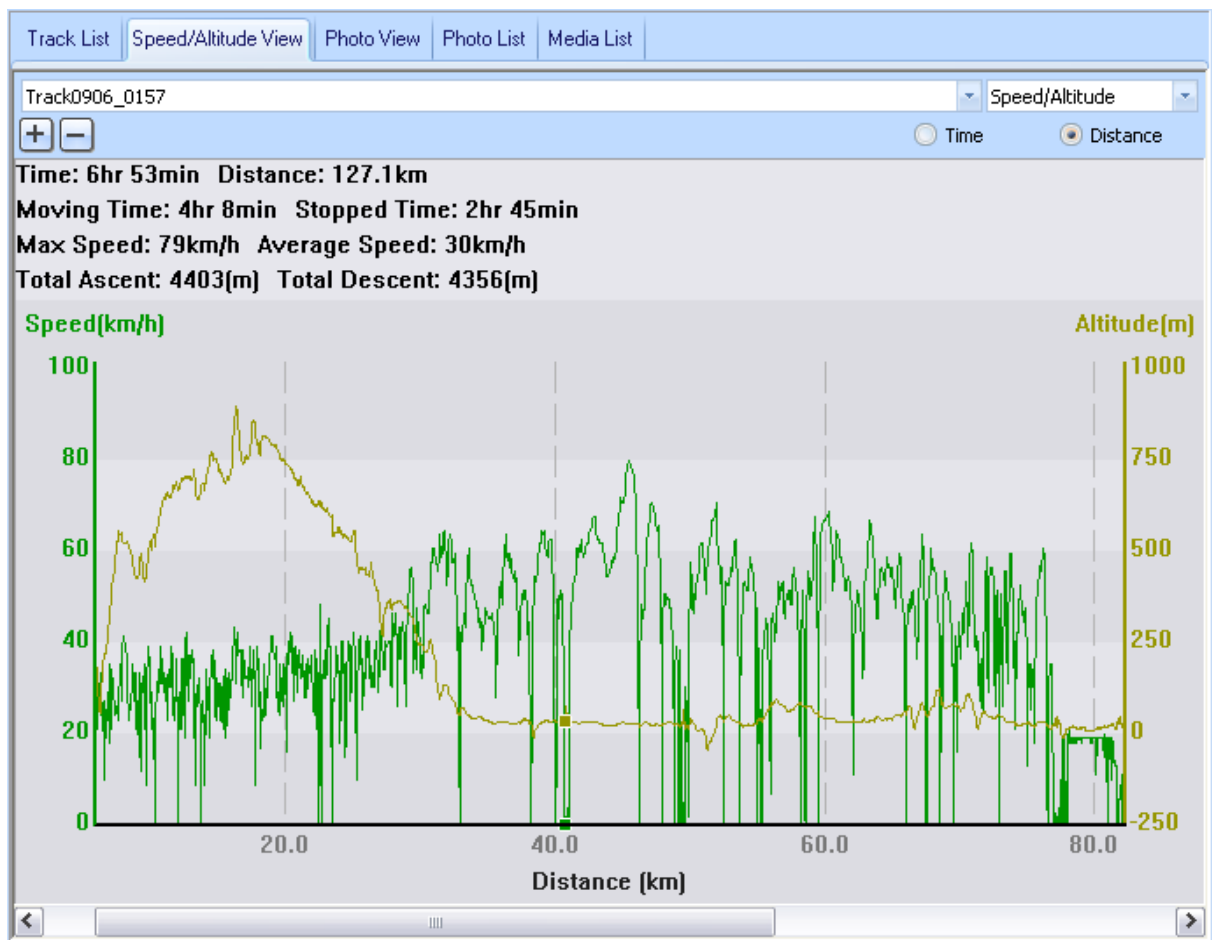 Track List Speed/Altitude View Photo View Photo List Media List
Track0906_0157 Speed/Altitude
+ − Time Distance
Time: 6hr 53min Distance: 127.1km
Moving Time: 4hr 8min Stopped Time: 2hr 45min
Max Speed: 79km/h Average Speed: 30km/h
Total Ascent: 4403(m) Total Descent: 4356(m)
Speed(km/h) Altitude(m)
100 1000
80 750
60 500
40 250
20 0
0 -250
20.0 40.0 60.0 80.0
Distance (km)